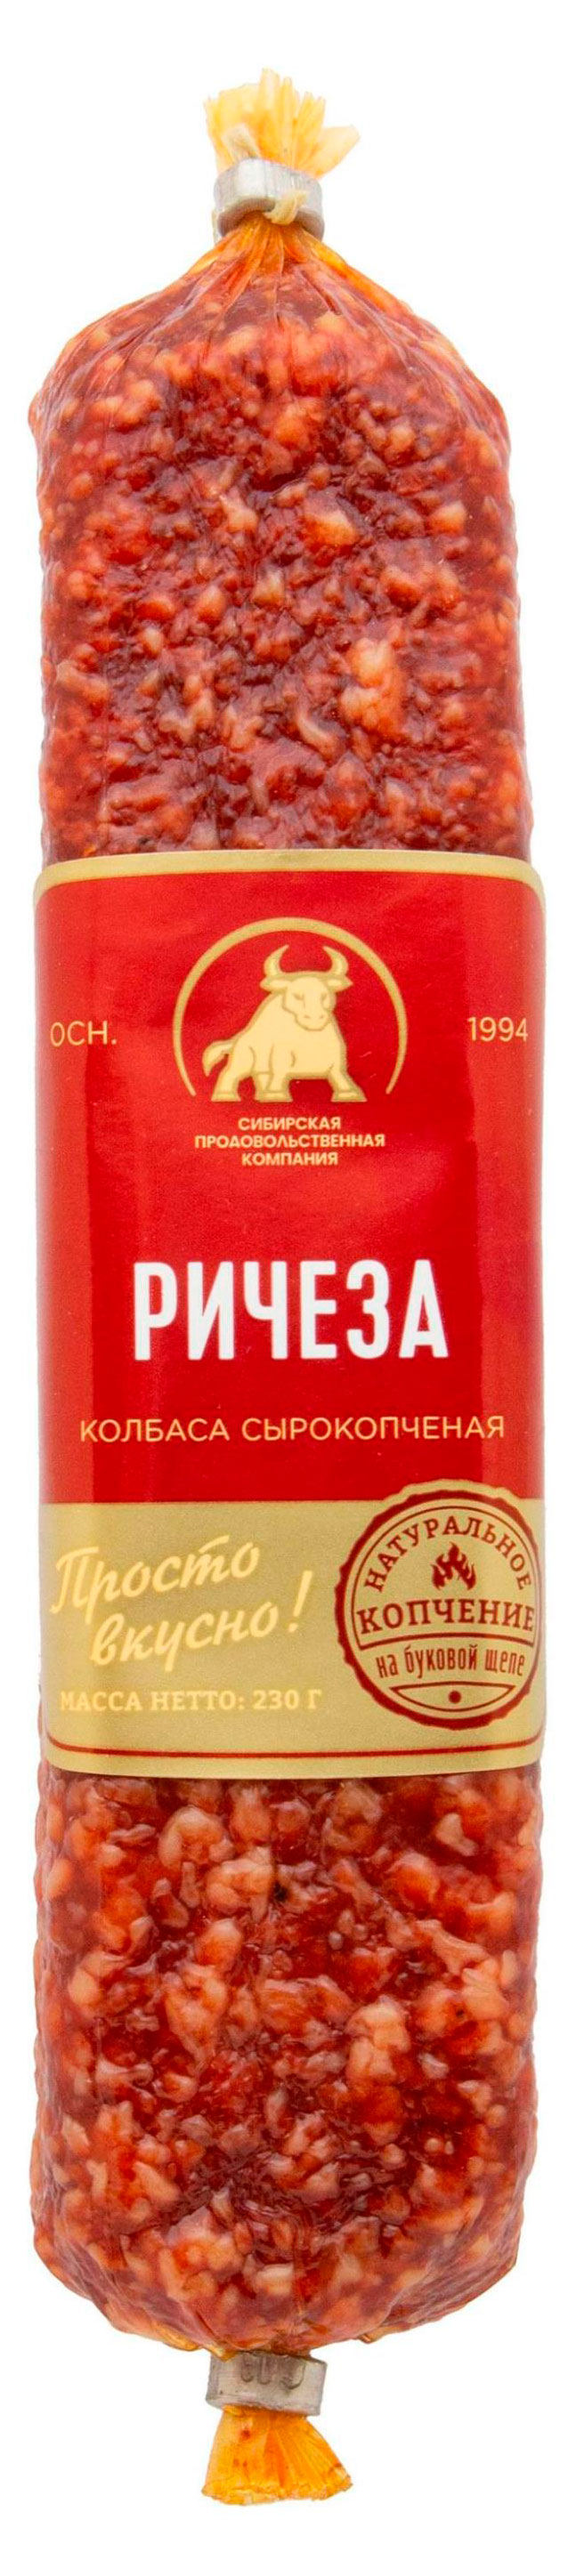 ОСН.
1994
СИБИРСКАЯ
ПРОДОВОЛЬСТВЕННАЯ
КОМПАНИЯ
РИЧЕЗА
КОЛБАСА СЫРОКОПЧЕНАЯ
Просто
вкусно!
МАССА НЕТТО: 230 Г
НАТУРАЛЬНОЕ
КОПЧЕНИЕ
на буковой щепе